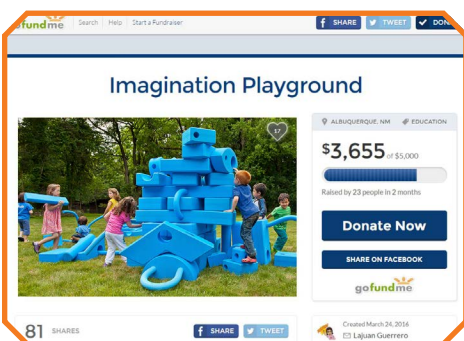 gofundme Search Help Start a Fundraiser SHARE TWEET
Imagination Playground
17
ALBUQUERQUE, NM EDUCATION
$3,655 of $5,000
Raised by 23 people in 2 months
Donate Now
SHARE ON FACEBOOK
gofundme
81 SHARES SHARE TWEET
Created March 24, 2016
Lajuan Guerrero